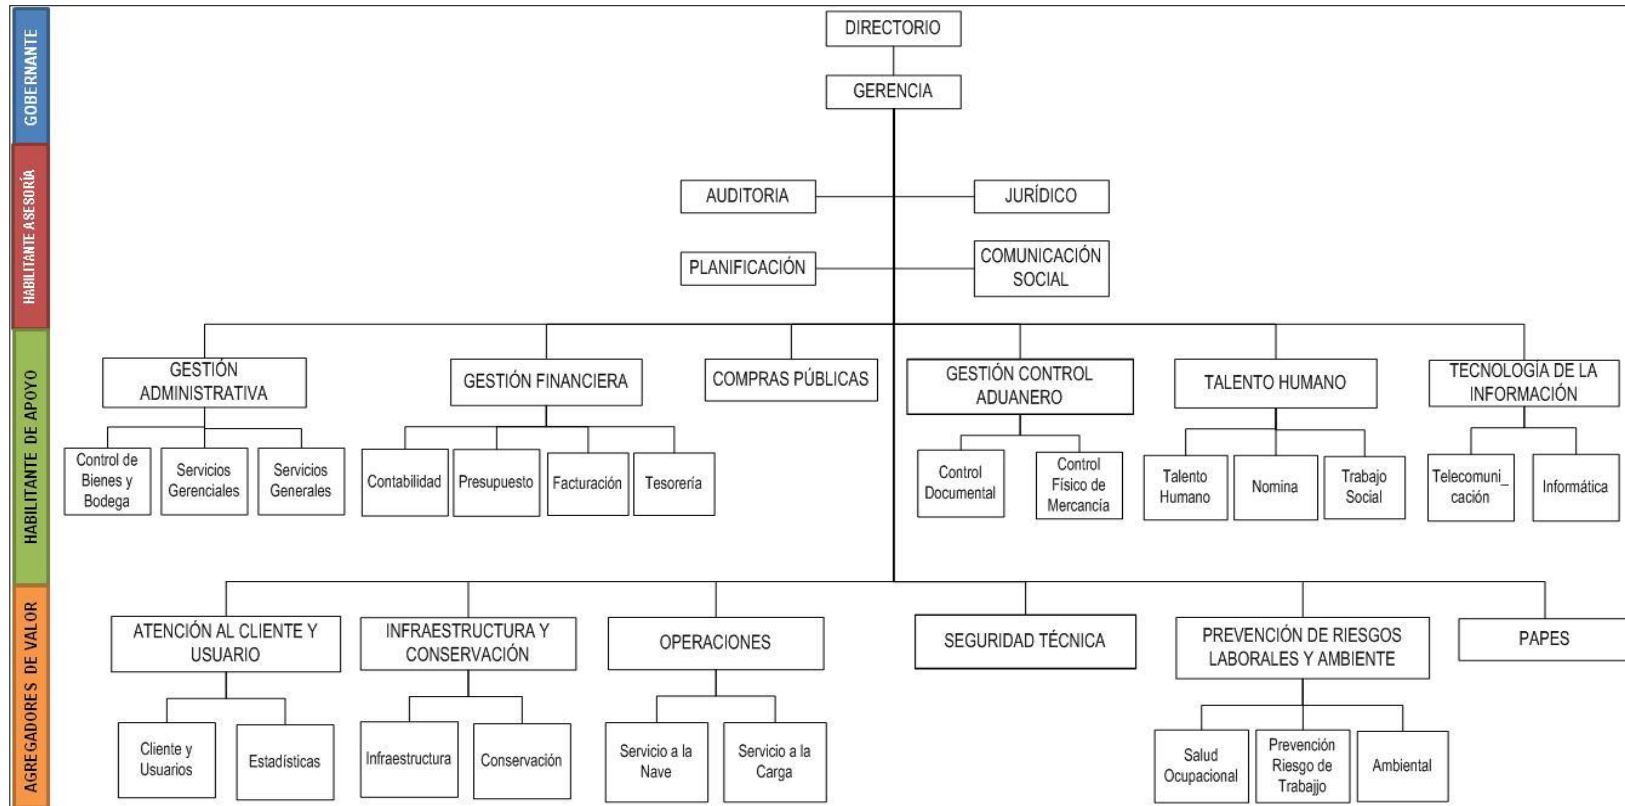 GOBERNANTE
DIRECTORIO
GERENCIA
HABILITANTE ASESORÍA
AUDITORIA
JURÍDICO
PLANIFICACIÓN
COMUNICACIÓN
SOCIAL
HABILITANTE DE APOYO
GESTIÓN
ADMINISTRATIVA
GESTIÓN FINANCIERA
COMPRAS PÚBLICAS
GESTIÓN CONTROL
ADUANERO
TALENTO HUMANO
TECNOLOGÍA DE LA
INFORMACIÓN
Control de
Bienes y
Bodega
Servicios
Gerenciales
Servicios
Generales
Contabilidad
Presupuesto
Facturación
Tesorería
Control
Documental
Control
Físico de
Mercancía
Talento
Humano
Nomina
Trabajo
Social
Telecomuni_
cación
Informática
AGREGADORES DE VALOR
ATENCIÓN AL CLIENTE Y
USUARIO
INFRAESTRUCTURA Y
CONSERVACIÓN
OPERACIONES
SEGURIDAD TÉCNICA
PREVENCIÓN DE RIESGOS
LABORALES Y AMBIENTE
PAPES
Cliente y
Usuarios
Estadísticas
Infraestructura
Conservación
Servicio a la
Nave
Servicio a la
Carga
Salud
Ocupacional
Prevención
Riesgo de
Trabajjo
Ambiental